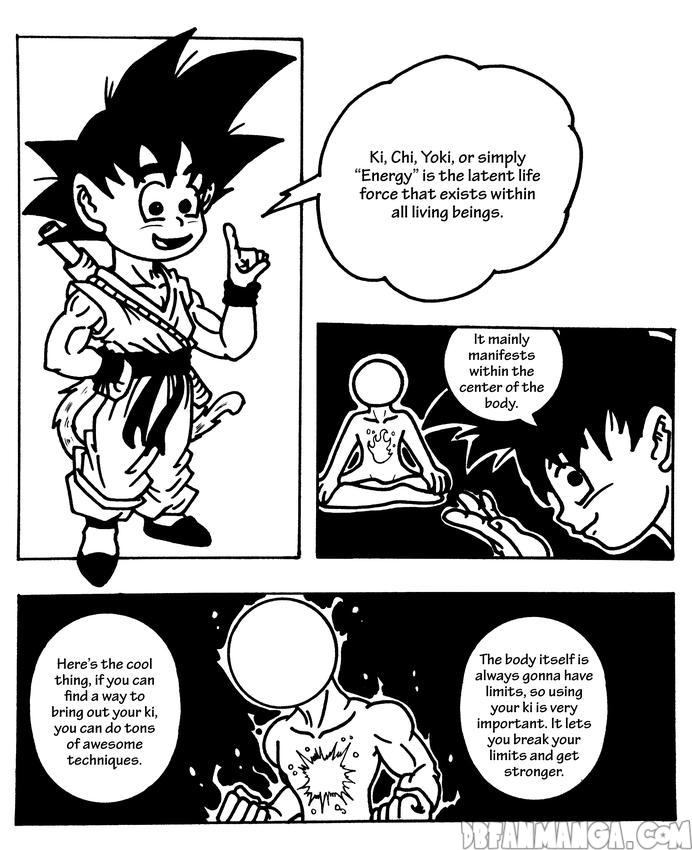 Ki, Chi, Yoki, or simply
“Energy” is the latent life
force that exists within
all living beings.
It mainly
manifests
within the
center of the
body.
Here's the cool
thing, if you can
find a way to
bring out your ki,
you can do tons
of awesome
techniques.
The body itself is
always gonna have
limits, so using
your ki is very
important. It lets
you break your
limits and get
stronger.
DBFANMANGA.COM